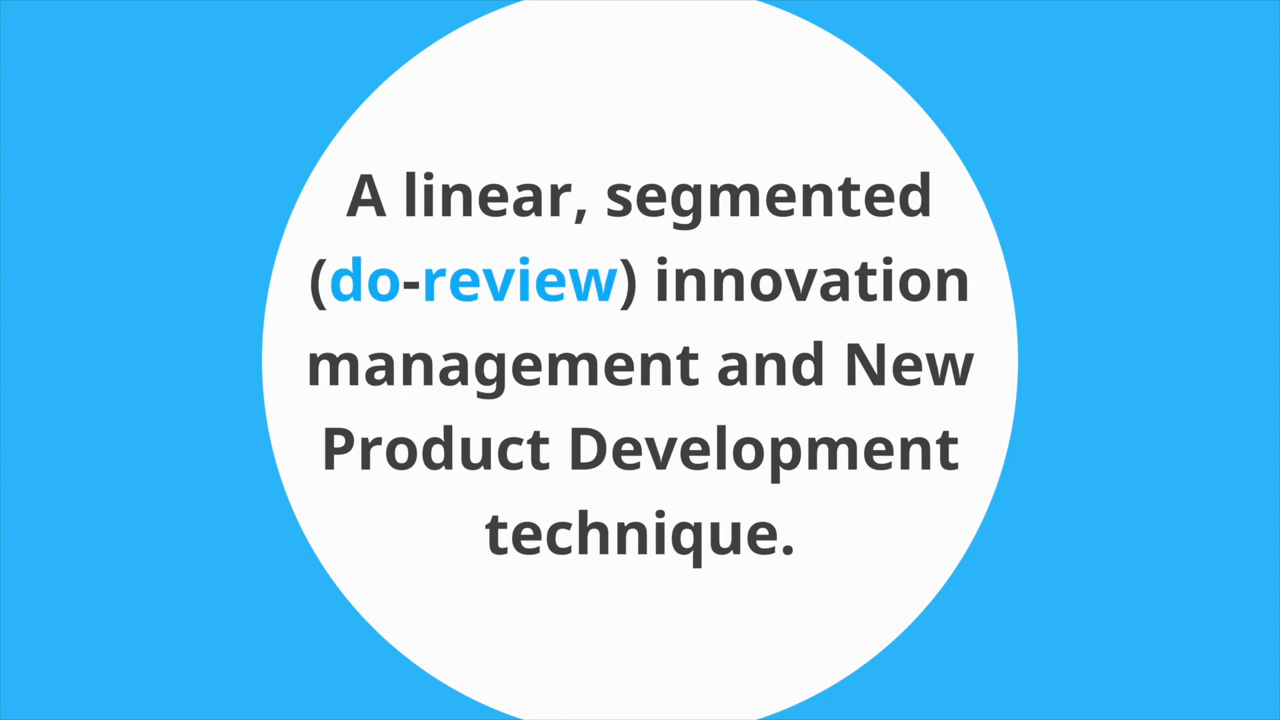 A linear, segmented
(do-review) innovation
management and New
Product Development
technique.